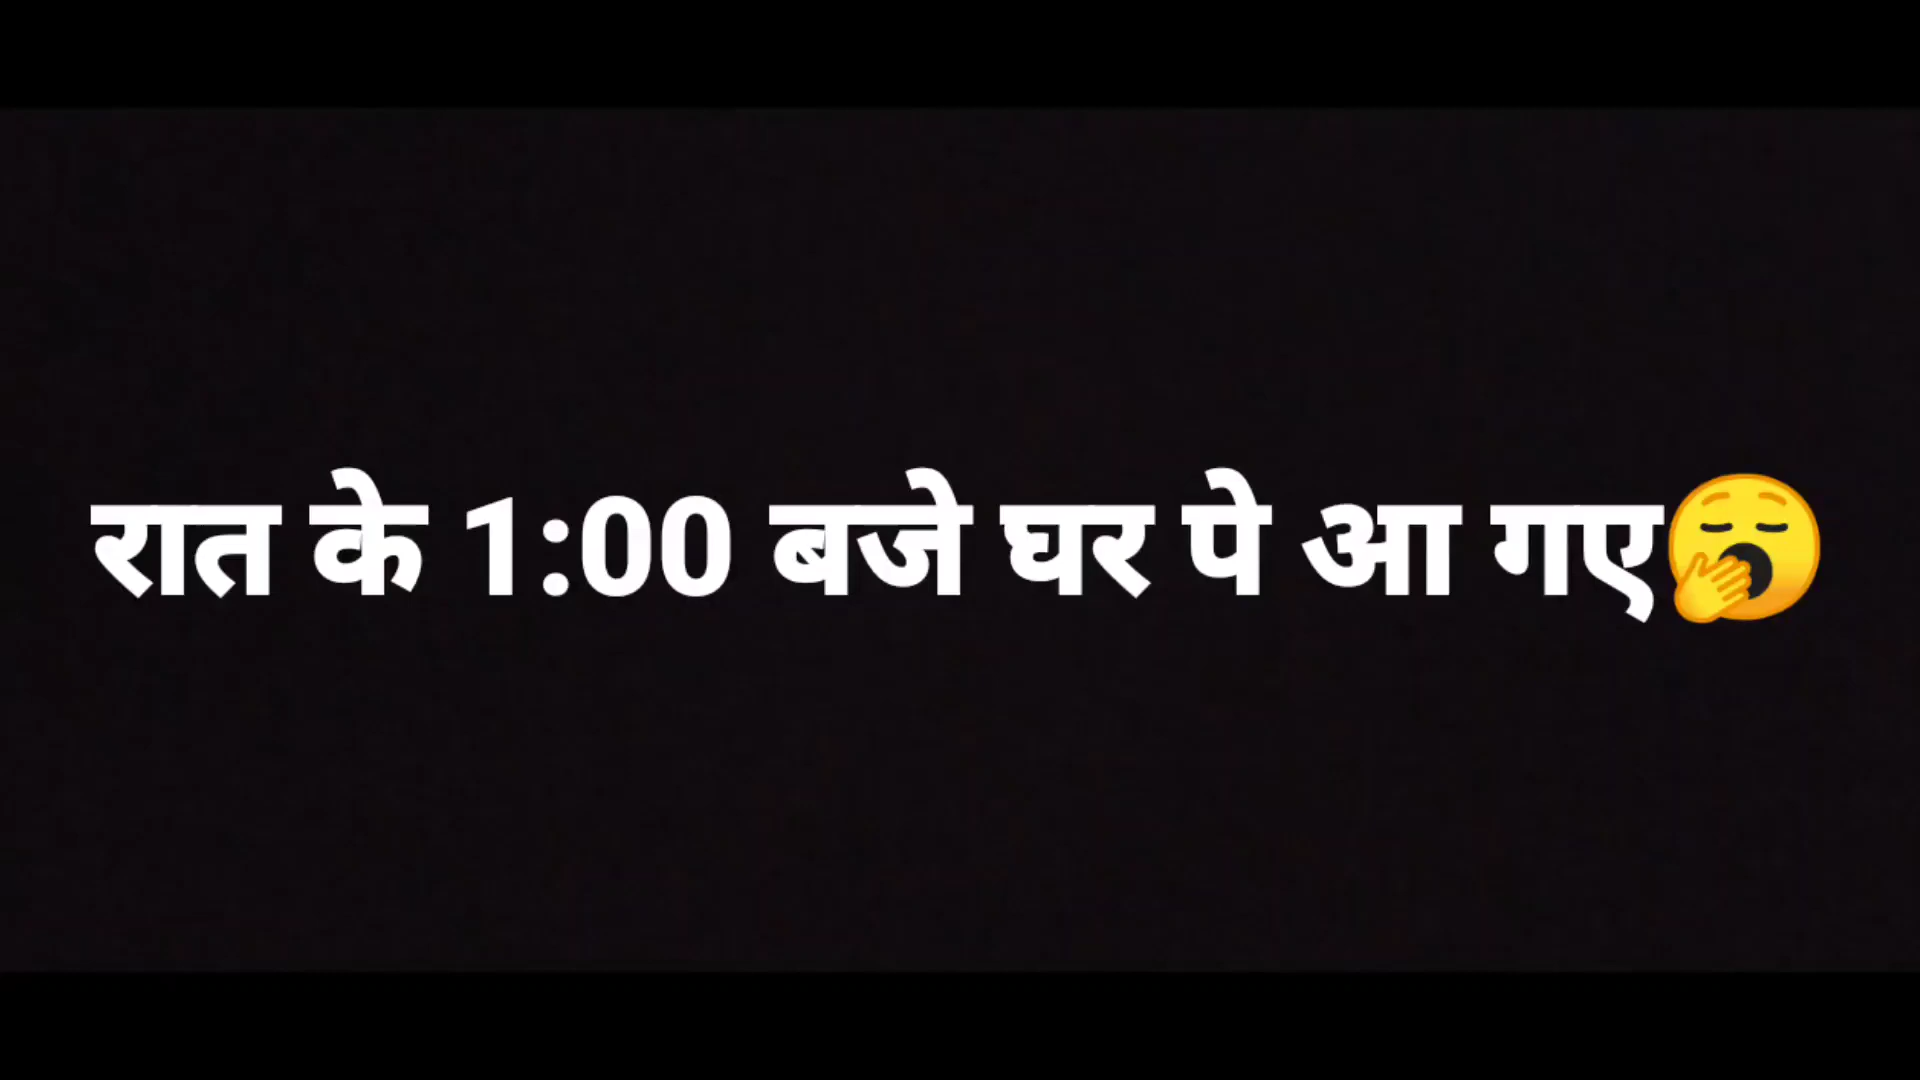 रात के 1:00 बजे घर पे आ गए🥱